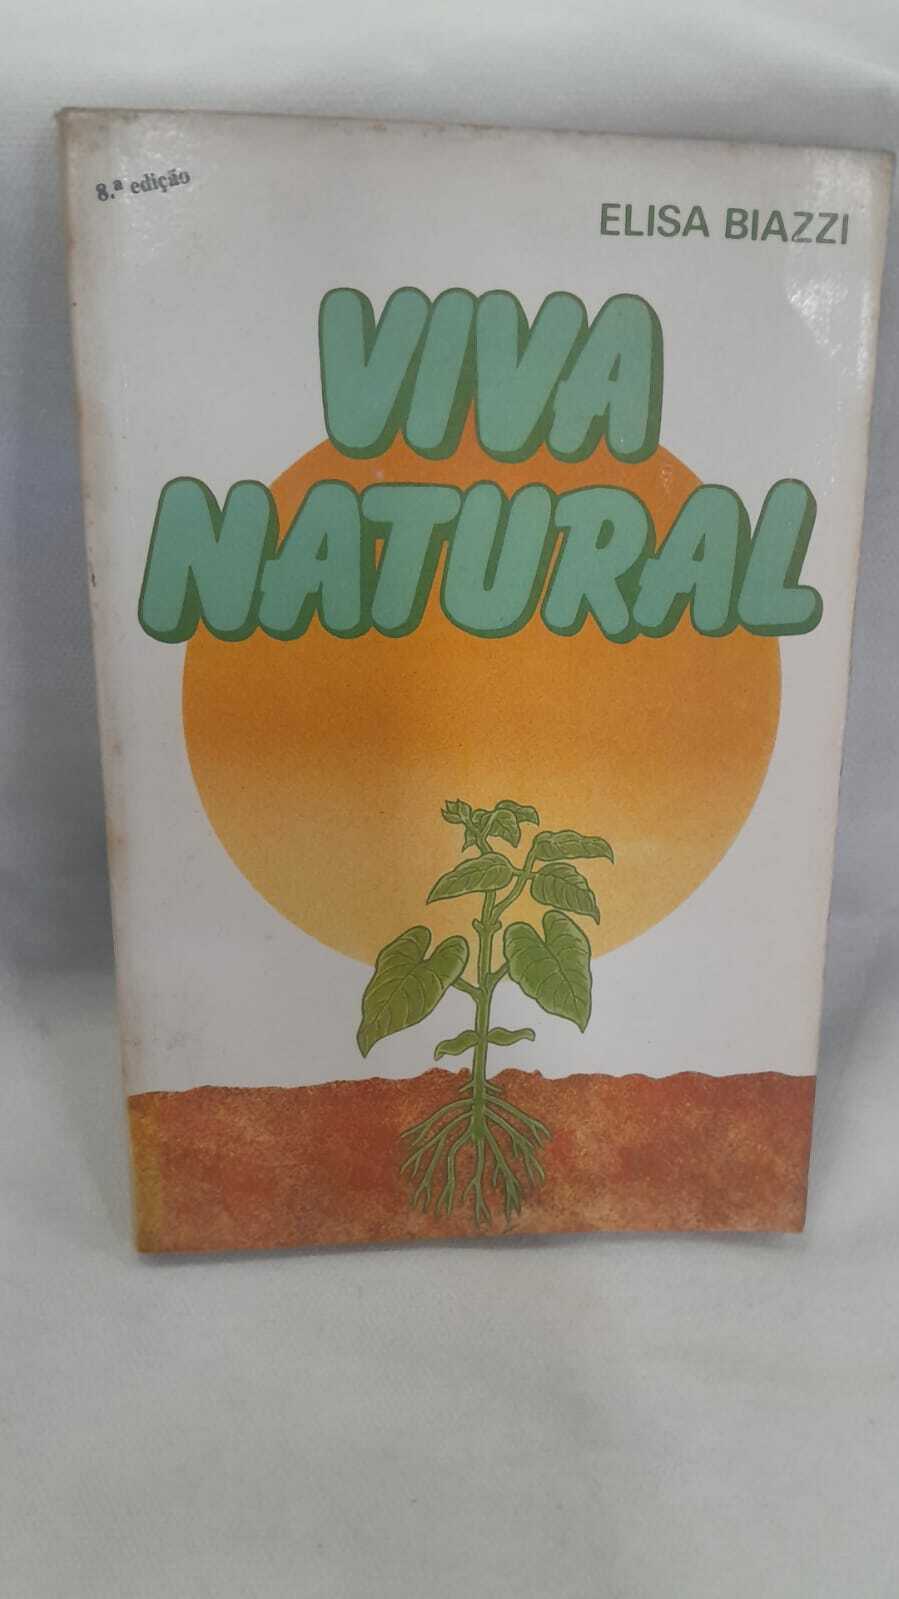 8.ª edição
ELISA BIAZZI
VIVA
NATURAL